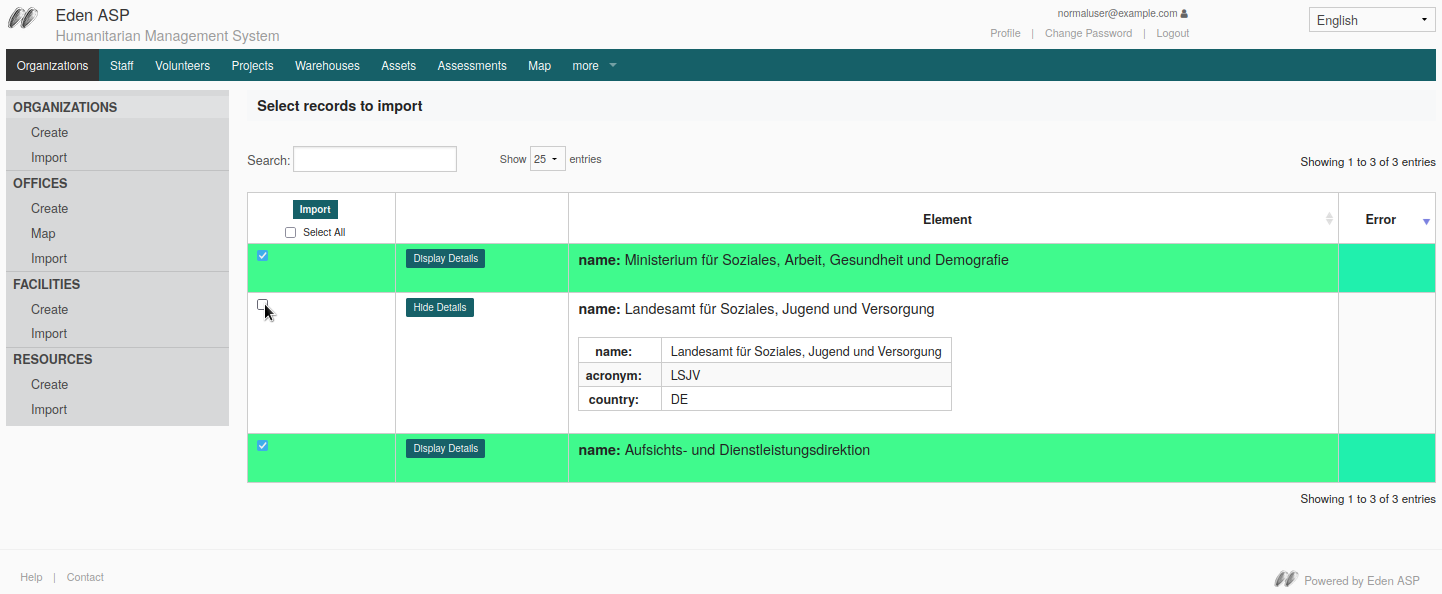 Eden ASP
Humanitarian Management System
normaluser@example.com
Profile | Change Password | Logout
English
Organizations Staff Volunteers Projects Warehouses Assets Assessments Map more
ORGANIZATIONS
Create
Import
OFFICES
Create
Map
Import
FACILITIES
Create
Import
RESOURCES
Create
Import
Select records to import
Search: Show 25 entries
Showing 1 to 3 of 3 entries
Import
Select All
Element Error
Display Details name: Ministerium für Soziales, Arbeit, Gesundheit und Demografie
Hide Details name: Landesamt für Soziales, Jugend und Versorgung
name: Landesamt für Soziales, Jugend und Versorgung
acronym: LSJV
country: DE
Display Details name: Aufsichts- und Dienstleistungsdirektion
Showing 1 to 3 of 3 entries
Help | Contact
Powered by Eden ASP